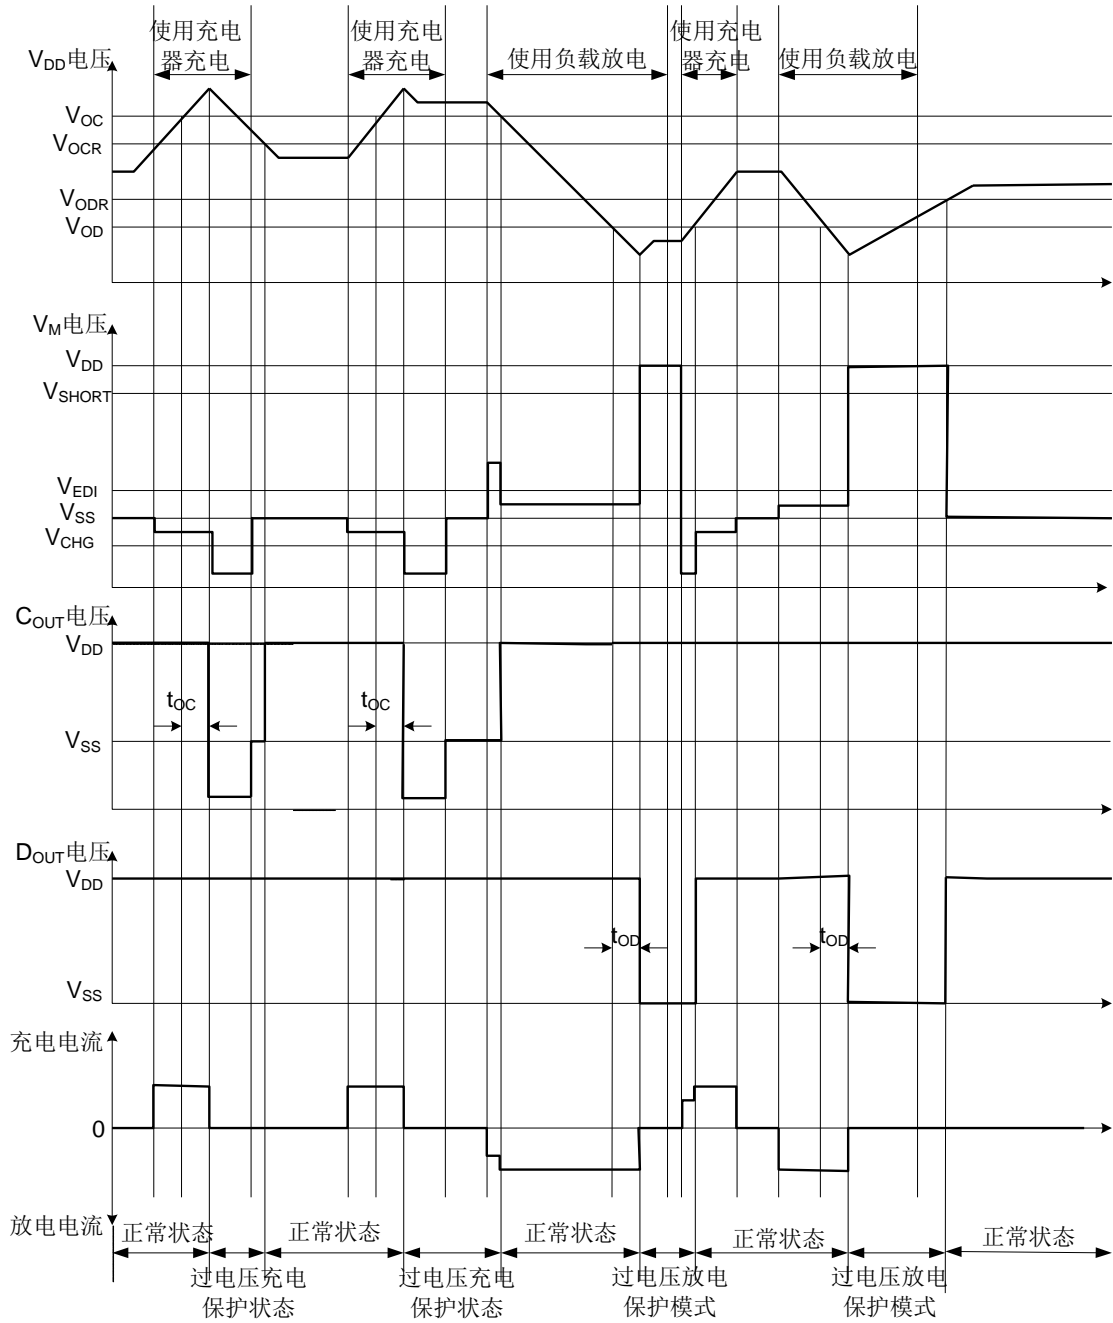 使用充电
器充电
使用充电
器充电
使用负载放电
使用充电
器充电
使用负载放电
VDD电压
VOC
VOCR
VODR
VOD
VM电压
VDD
VSHORT
VEDI
VSS
VCHG
COUT电压
VDD
tOC
tOC
VSS
DOUT电压
VDD
tOD
tOD
VSS
充电电流
0
放电电流
正常状态
过电压充电
保护状态
正常状态
过电压充电
保护状态
正常状态
过电压放电
保护模式
正常状态
过电压放电
保护模式
正常状态